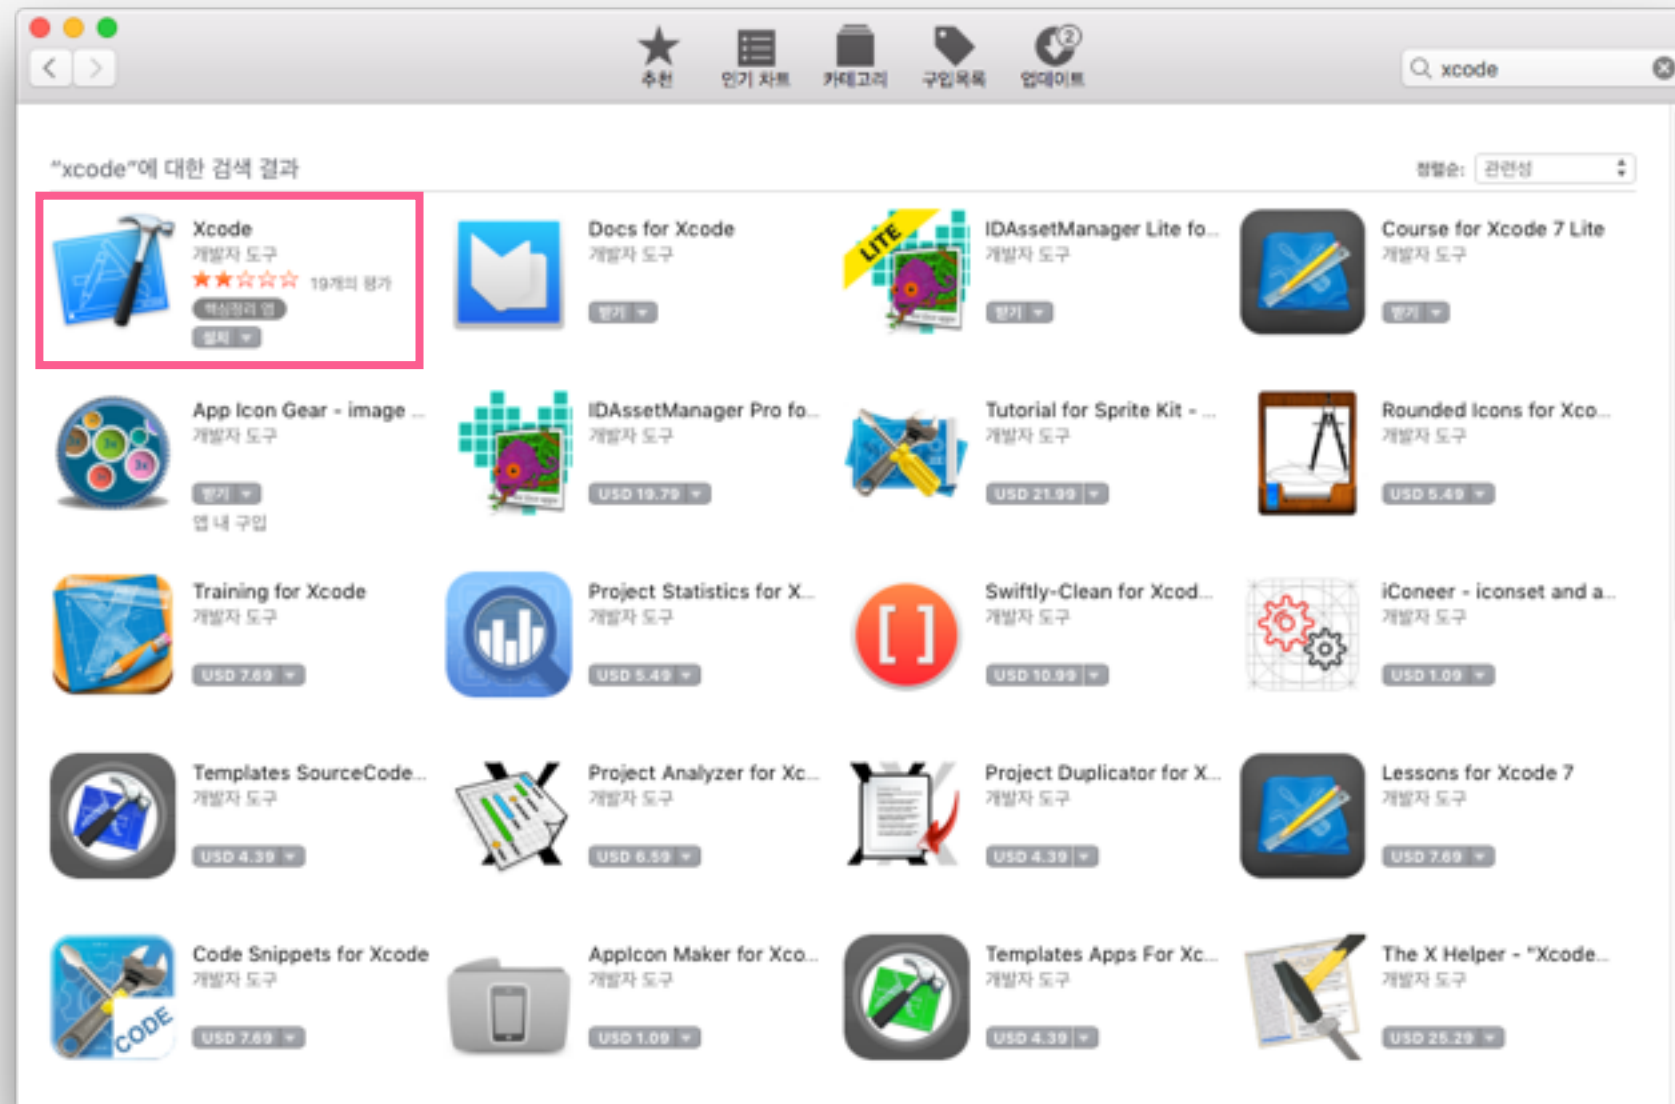 추천 인기 차트 카테고리 구입목록 업데이트 2
xcode
“xcode”에 대한 검색 결과
정렬순: 관련성
Xcode
개발자 도구
19개의 평가
핵심정리 앱
설치
Docs for Xcode
개발자 도구
받기
LITE
IDAssetManager Lite fo...
개발자 도구
받기
Course for Xcode 7 Lite
개발자 도구
받기
App Icon Gear - image ...
개발자 도구
받기
앱 내 구입
IDAssetManager Pro fo...
개발자 도구
USD 19.79
Tutorial for Sprite Kit - ...
개발자 도구
USD 21.99
Rounded Icons for Xco...
개발자 도구
USD 5.49
Training for Xcode
개발자 도구
USD 7.69
Project Statistics for X...
개발자 도구
USD 5.49
Swiftly-Clean for Xcod...
개발자 도구
USD 10.99
iConeer - iconset and a...
개발자 도구
USD 1.09
Templates SourceCode...
개발자 도구
USD 4.39
Project Analyzer for Xc...
개발자 도구
USD 6.59
Project Duplicator for X...
개발자 도구
USD 4.39
Lessons for Xcode 7
개발자 도구
USD 7.69
CODE
Code Snippets for Xcode
개발자 도구
USD 7.69
AppIcon Maker for Xco...
개발자 도구
USD 1.09
Templates Apps For Xc...
개발자 도구
USD 4.39
The X Helper - "Xcode...
개발자 도구
USD 25.29